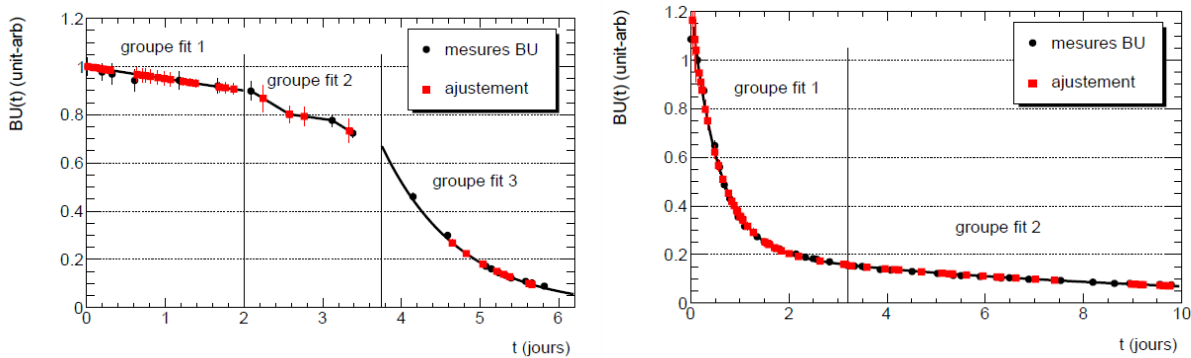 BU(t) (unit-arb)
1.2
1
0.8
0.6
0.4
0.2
0
groupe fit 1
groupe fit 2
groupe fit 3
mesures BU
ajustement
0 1 2 3 4 5 6
t (jours)
BU(t) (unit-arb)
1.2
1
0.8
0.6
0.4
0.2
0
groupe fit 1
groupe fit 2
mesures BU
ajustement
0 2 4 6 8 10
t (jours)